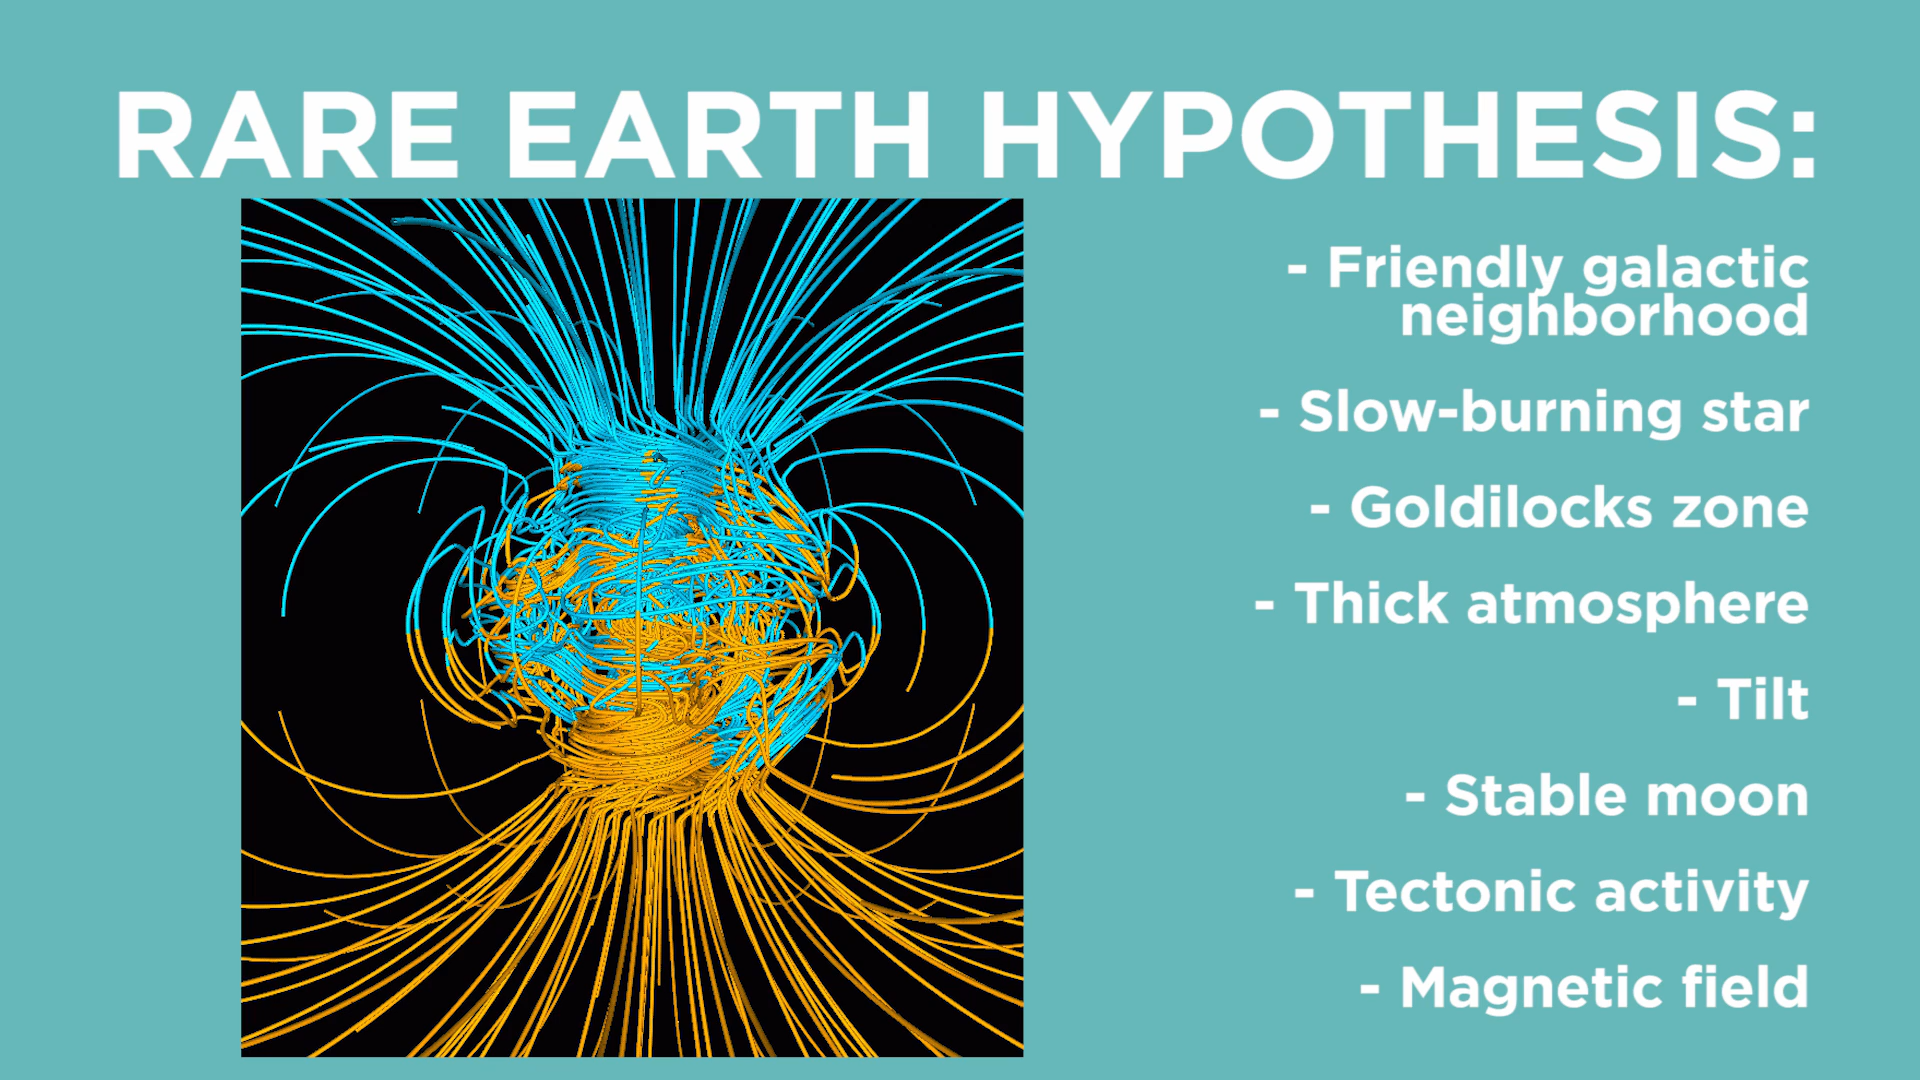 RARE EARTH HYPOTHESIS:
- Friendly galactic
neighborhood
- Slow-burning star
- Goldilocks zone
- Thick atmosphere
- Tilt
- Stable moon
- Tectonic activity
- Magnetic field